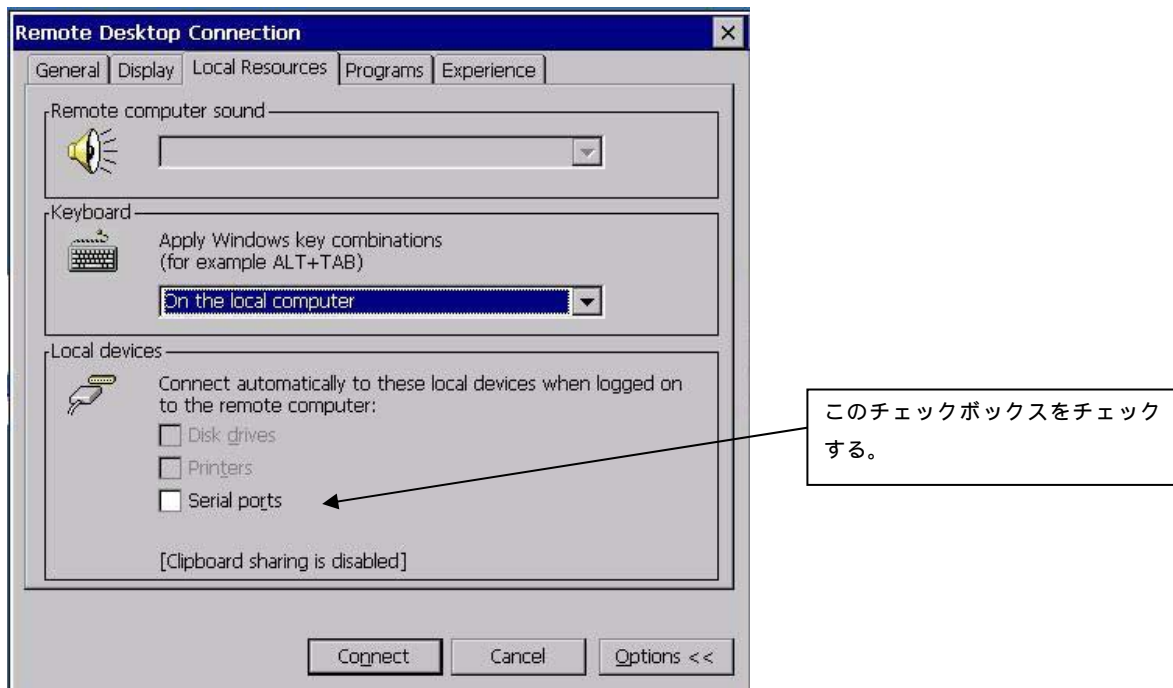 Remote Desktop Connection
General Display Local Resources Programs Experience
Remote computer sound
Keyboard
Apply Windows key combinations
(for example ALT+TAB)
On the local computer
Local devices
Connect automatically to these local devices when logged on
to the remote computer:
Disk drives
Printers
Serial ports
[Clipboard sharing is disabled]
Connect Cancel Options <<
このチェックボックスをチェック
する。